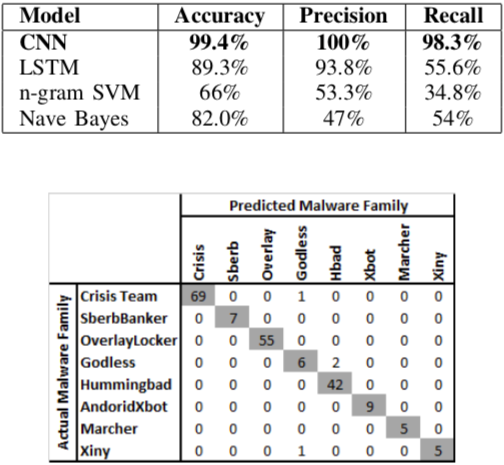 Model Accuracy Precision Recall
CNN 99.4% 100% 98.3%
LSTM 89.3% 93.8% 55.6%
n-gram SVM 66% 53.3% 34.8%
Nave Bayes 82.0% 47% 54%
Predicted Malware Family
Crisis Sberb Overlay Godless Hbad Xbot Marcher Xiny
Actual Malware Family
Crisis Team 69 0 0 1 0 0 0 0
SberbBanker 0 7 0 0 0 0 0 0
OverlayLocker 0 0 55 0 0 0 0 0
Godless 0 0 0 6 2 0 0 0
Hummingbad 0 0 0 0 42 0 0 0
AndoridXbot 0 0 0 0 0 9 0 0
Marcher 0 0 0 0 0 0 5 0
Xiny 0 0 0 1 0 0 0 5